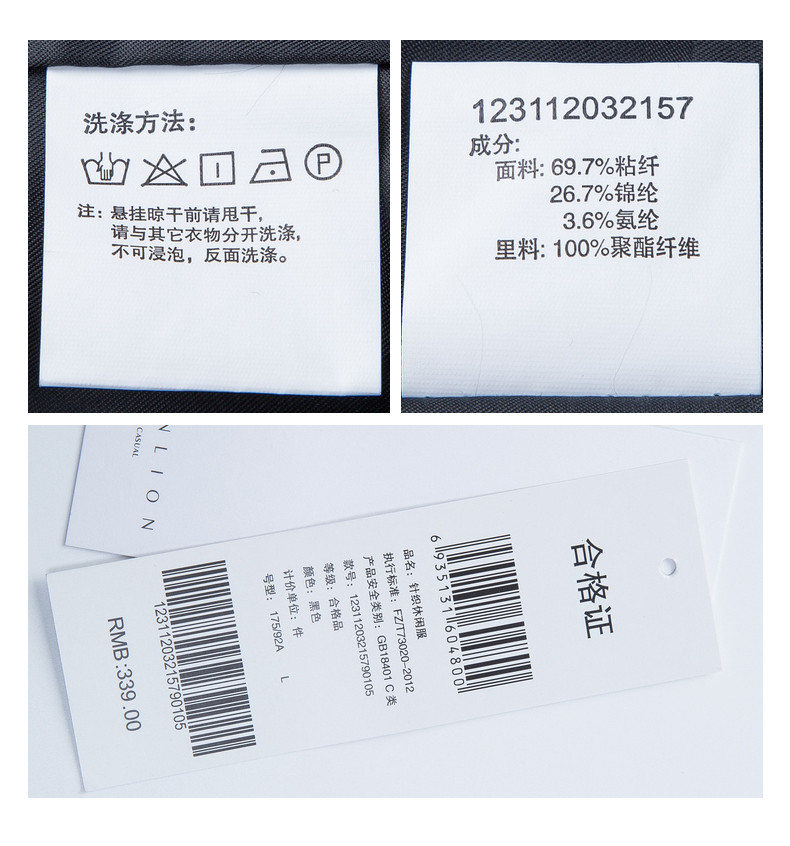 洗涤方法：
P
注：悬挂晾干前请甩干，
请与其它衣物分开洗涤，
不可浸泡，反面洗涤。
123112032157
成分:
面料: 69.7%粘纤
26.7%锦纶
3.6%氨纶
里料: 100%聚酯纤维
NLION
CASUAL
合格证
6935131604800
品名：针织休闲服
执行标准：FZ/T73020-2012
产品安全类别：GB18401 C 类
款号：12311203215790105
等级：合格品
颜色：黑色
计价单位：件
号型：175/92A L
12311203215790105
RMB:339.00